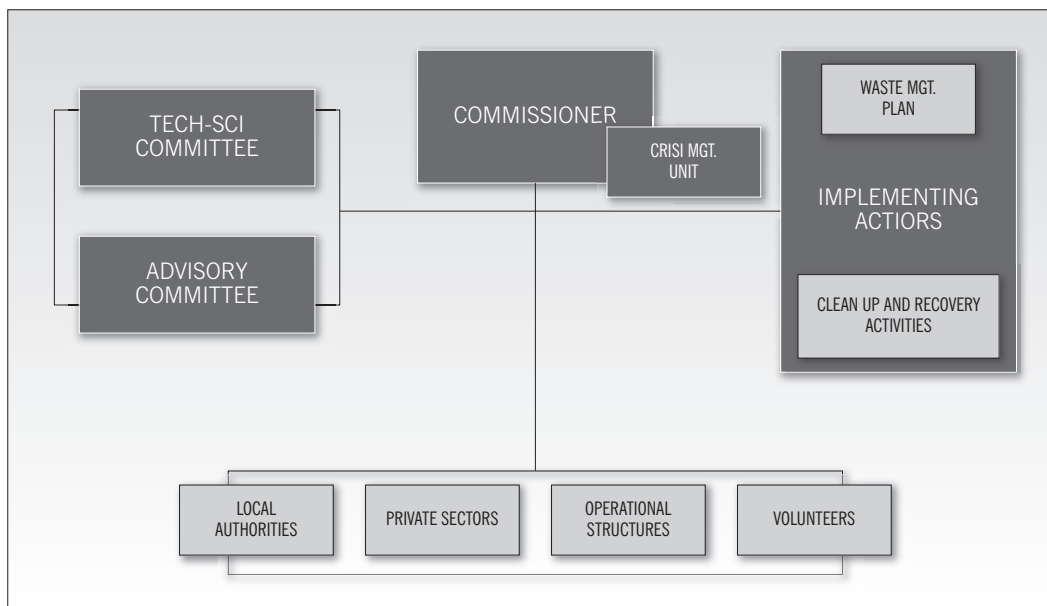 TECH-SCI
COMMITTEE
ADVISORY
COMMITTEE
COMMISSIONER
CRISI MGT.
UNIT
WASTE MGT.
PLAN
IMPLEMENTING
ACTIORS
CLEAN UP AND RECOVERY
ACTIVITIES
LOCAL
AUTHORITIES
PRIVATE SECTORS
OPERATIONAL
STRUCTURES
VOLUNTEERS